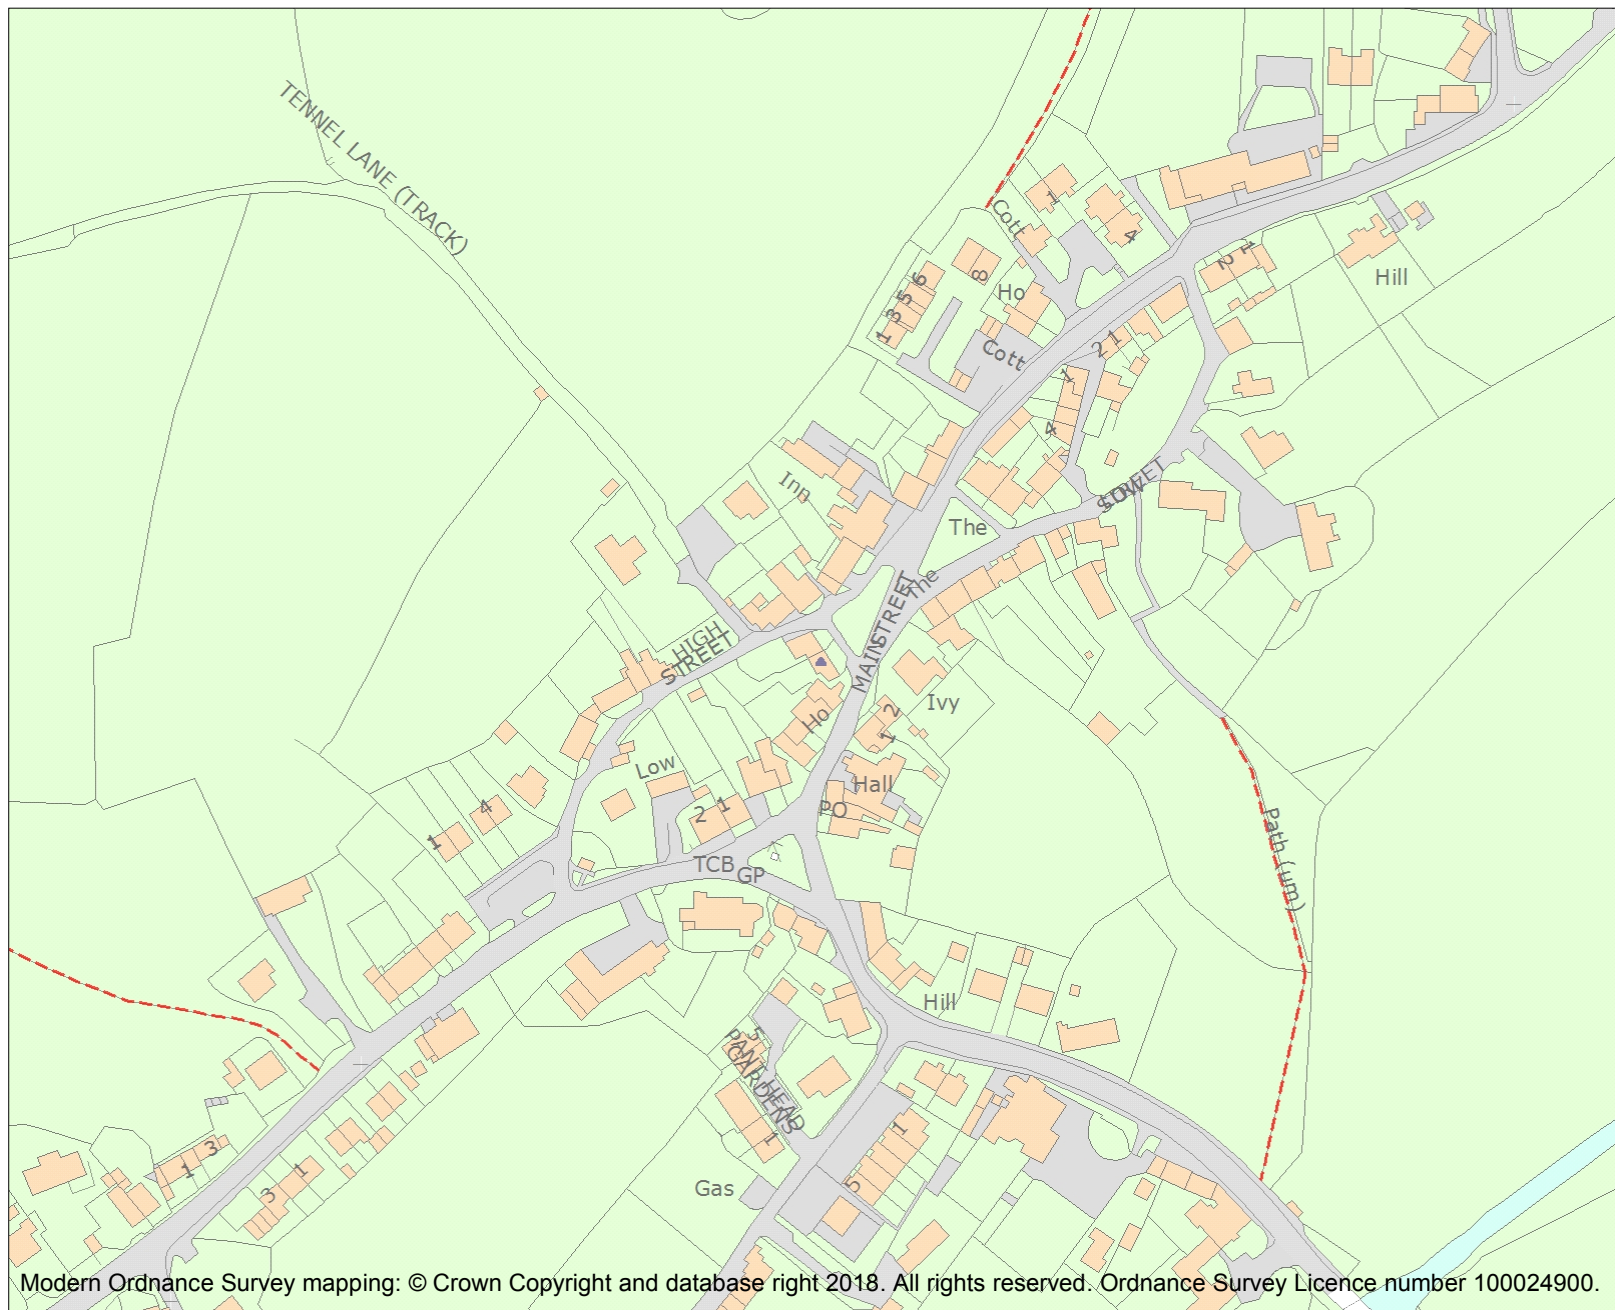 TENNEL LANE (TRACK)
Cott
1
4
1
2
Hill
6
5
3
1
8
Ho
Cott
2 1
1
4
Inn
The
LOW
STREET
The
MAIN STREET
HIGH
STREET
Ivy
2
1
Ho
Low
Hall
PO
2 1
4
1
TCB
GP
Path (um)
Hill
5
PANT HEAD
GARDENS
1
1
5
Gas
3
1
3
1
Modern Ordnance Survey mapping: © Crown Copyright and database right 2018. All rights reserved. Ordnance Survey Licence number 100024900.